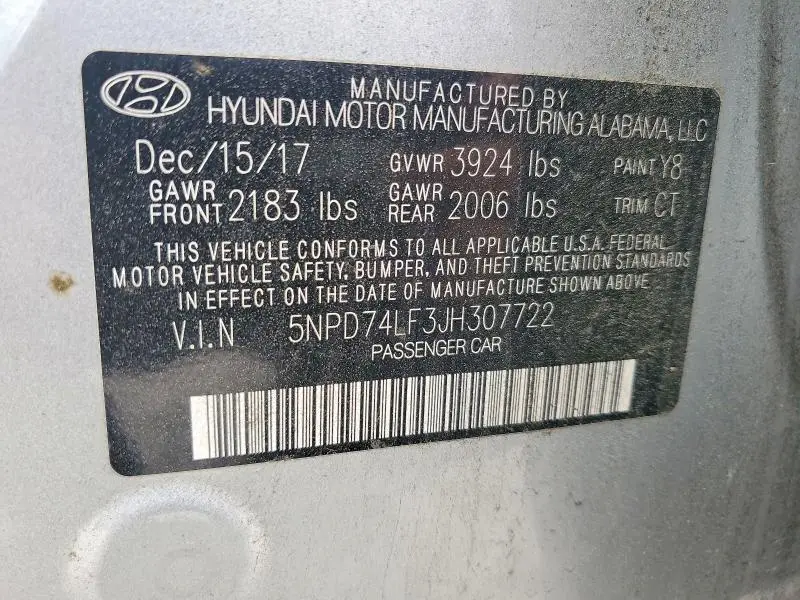 MANUFACTURED BY
HYUNDAI MOTOR MANUFACTURING ALABAMA, LLC
Dec/15/17 GVWR 3924 lbs PAINT Y8
GAWR FRONT 2183 lbs GAWR REAR 2006 lbs TRIM CT
THIS VEHICLE CONFORMS TO ALL APPLICABLE U.S.A. FEDERAL
MOTOR VEHICLE SAFETY, BUMPER, AND THEFT PREVENTION STANDARDS
IN EFFECT ON THE DATE OF MANUFACTURE SHOWN ABOVE
V.I.N 5NPD74LF3JH307722
PASSENGER CAR